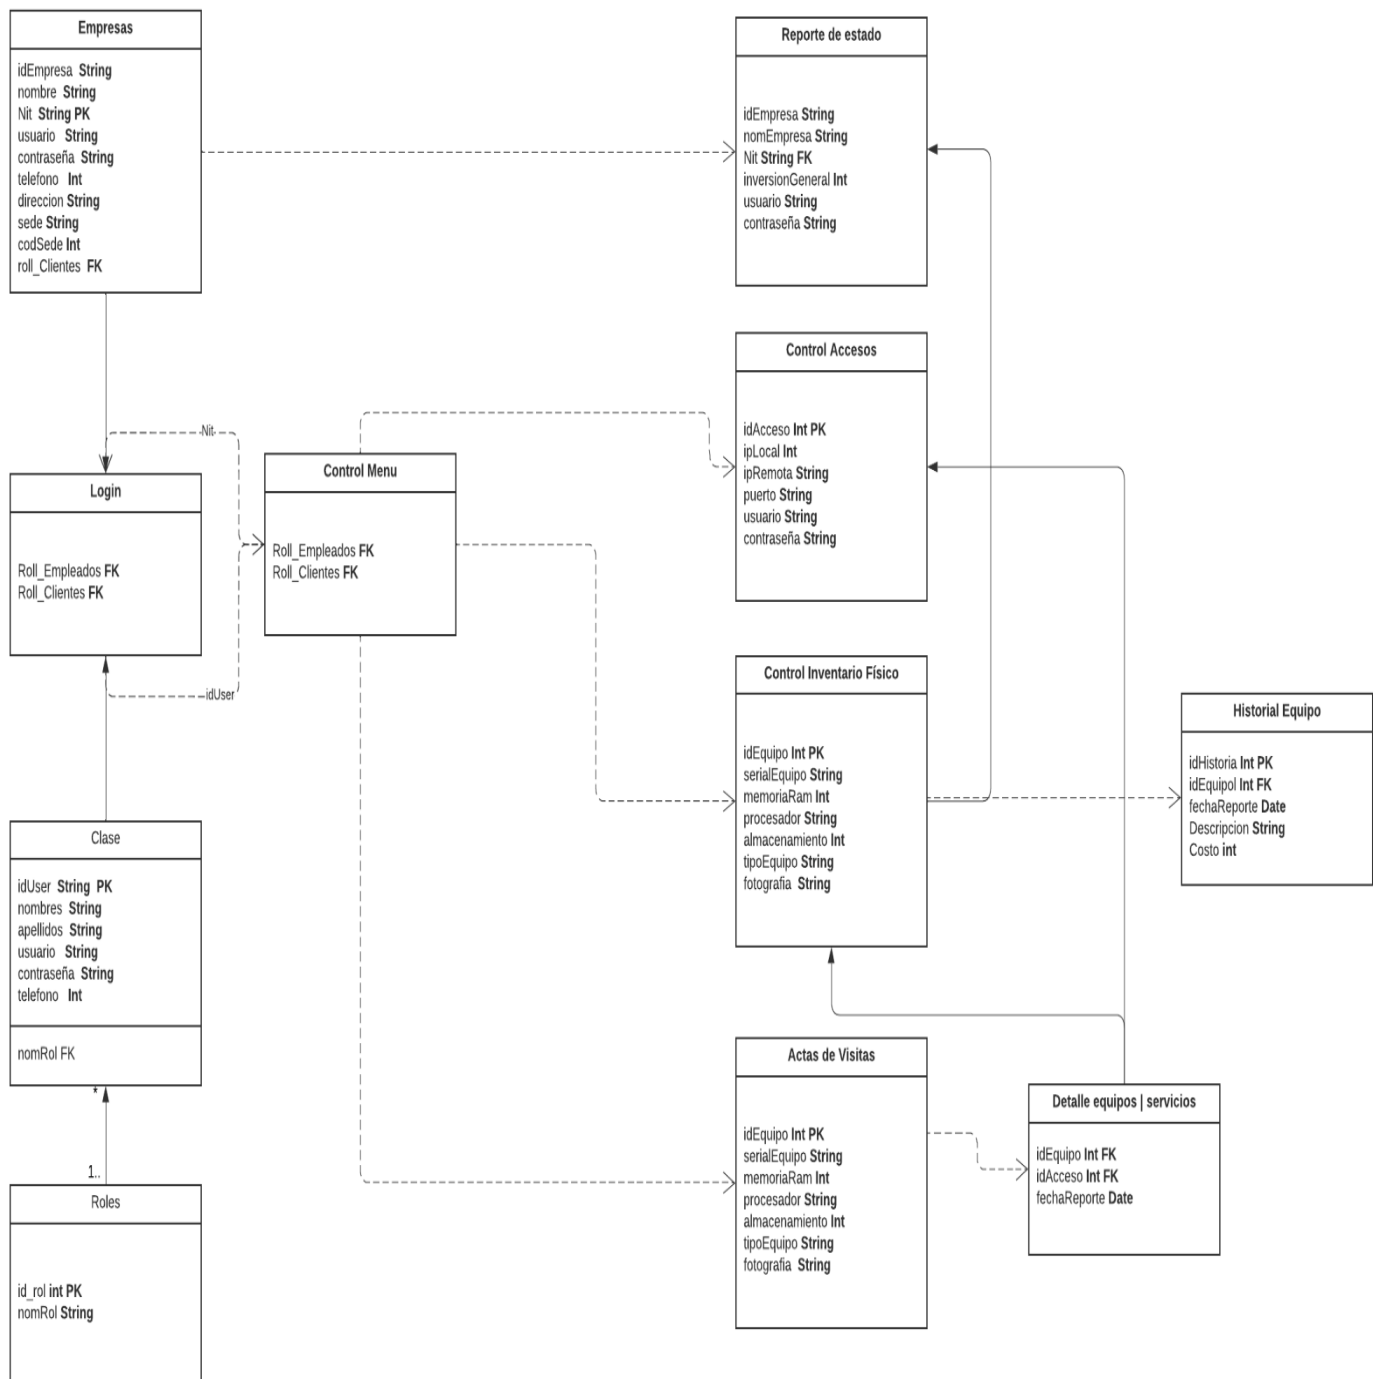 Empresas
idEmpresa String
nombre String
Nit String PK
usuario String
contraseña String
telefono Int
direccion String
sede String
codSede Int
roll_Clientes FK
Reporte de estado
idEmpresa String
nomEmpresa String
Nit String FK
inversionGeneral Int
usuario String
contraseña String
Control Accesos
idAcceso Int PK
ipLocal Int
ipRemota String
puerto String
usuario String
contraseña String
Nit
Login
Roll_Empleados FK
Roll_Clientes FK
Control Menu
Roll_Empleados FK
Roll_Clientes FK
idUser
Control Inventario Físico
idEquipo Int PK
serialEquipo String
memoriaRam Int
procesador String
almacenamiento Int
tipoEquipo String
fotografia String
Historial Equipo
idHistoria Int PK
idEquipol Int FK
fechaReporte Date
Descripcion String
Costo int
Clase
idUser String PK
nombres String
apellidos String
usuario String
contraseña String
telefono Int
nomRol FK
*
1..
Roles
id_rol int PK
nomRol String
Actas de Visitas
idEquipo Int PK
serialEquipo String
memoriaRam Int
procesador String
almacenamiento Int
tipoEquipo String
fotografia String
Detalle equipos | servicios
idEquipo Int FK
idAcceso Int FK
fechaReporte Date